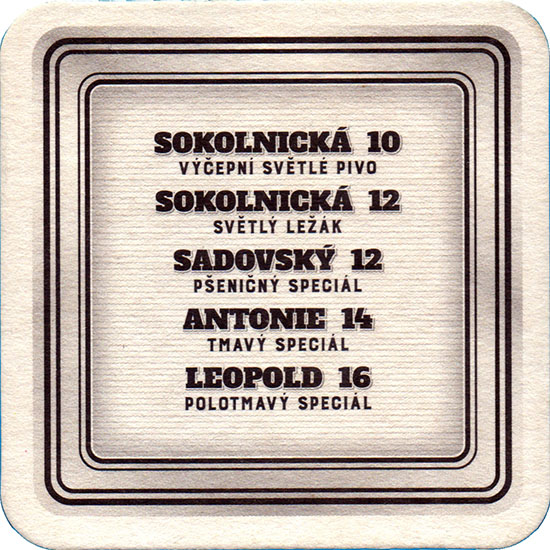 SOKOLNICKÁ 10
VÝČEPNÍ SVĚTLÉ PIVO
SOKOLNICKÁ 12
SVĚTLÝ LEŽÁK
SADOVSKÝ 12
PŠENIČNÝ SPECIÁL
ANTONIE 14
TMAVÝ SPECIÁL
LEOPOLD 16
POLOTMAVÝ SPECIÁL